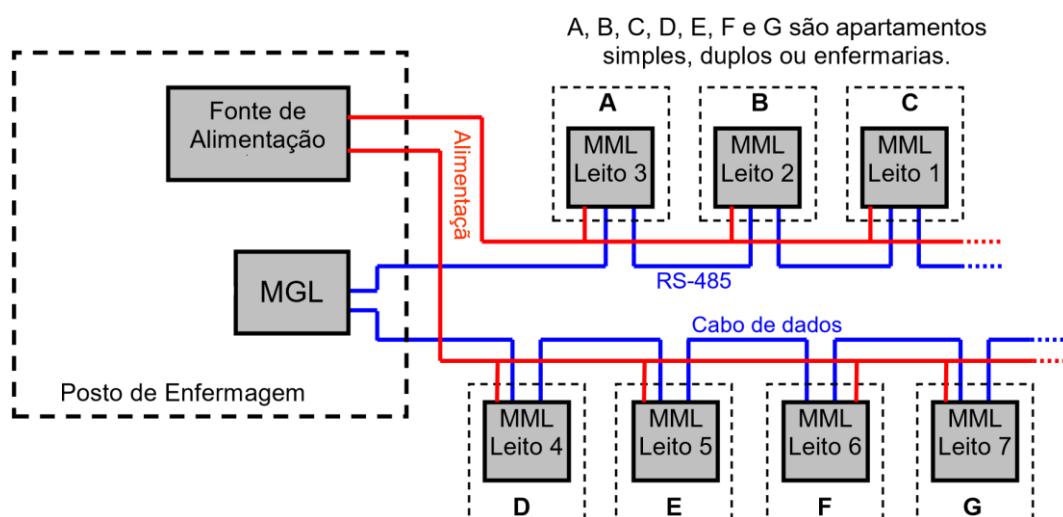 A, B, C, D, E, F e G são apartamentos
simples, duplos ou enfermarias.
Fonte de
Alimentação
Alimentaçã
A
B
C
MML
Leito 3
MML
Leito 2
MML
Leito 1
MGL
RS-485
Cabo de dados
Posto de Enfermagem
MML
Leito 4
MML
Leito 5
MML
Leito 6
MML
Leito 7
D
E
F
G